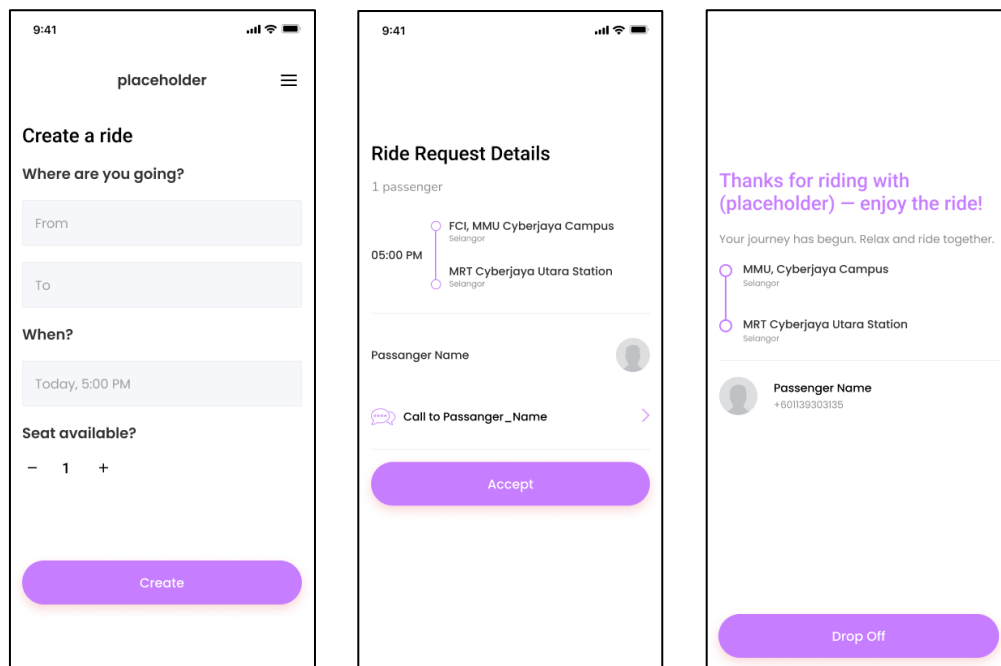 9:41
placeholder
Create a ride
Where are you going?
From
To
When?
Today, 5:00 PM
Seat available?
− 1 +
Create
9:41
Ride Request Details
1 passenger
05:00 PM
FCI, MMU Cyberjaya Campus
Selangor
MRT Cyberjaya Utara Station
Selangor
Passanger Name
Call to Passanger_Name
Accept
Thanks for riding with
(placeholder) — enjoy the ride!
Your journey has begun. Relax and ride together.
MMU, Cyberjaya Campus
Selangor
MRT Cyberjaya Utara Station
Selangor
Passenger Name
+601139303135
Drop Off